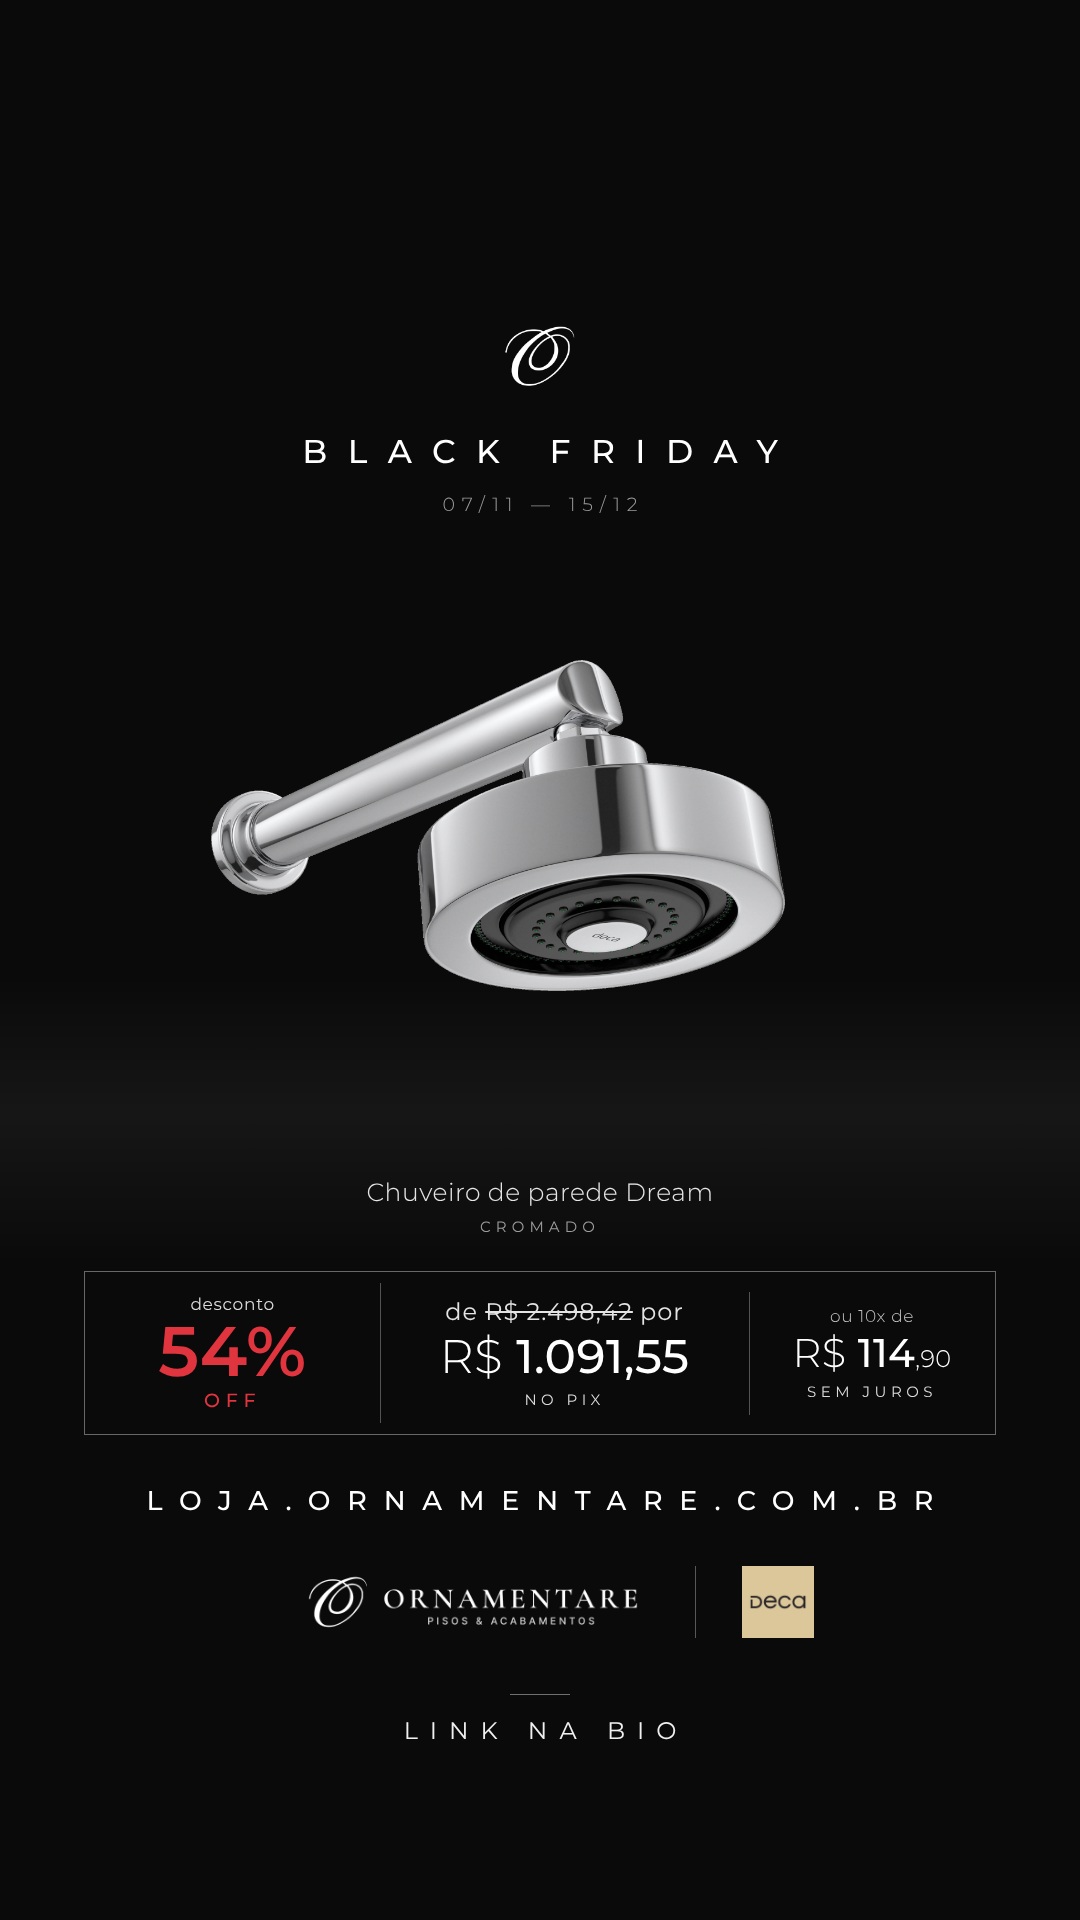 BLACK FRIDAY
07/11 — 15/12
deca
Chuveiro de parede Dream
CROMADO
desconto
54%
OFF
de R$ 2.498,42 por
R$ 1.091,55
NO PIX
ou 10x de
R$ 114,90
SEM JUROS
LOJA.ORNAMENTARE.COM.BR
ORNAMENTARE
PISOS & ACABAMENTOS
Deca
LINK NA BIO